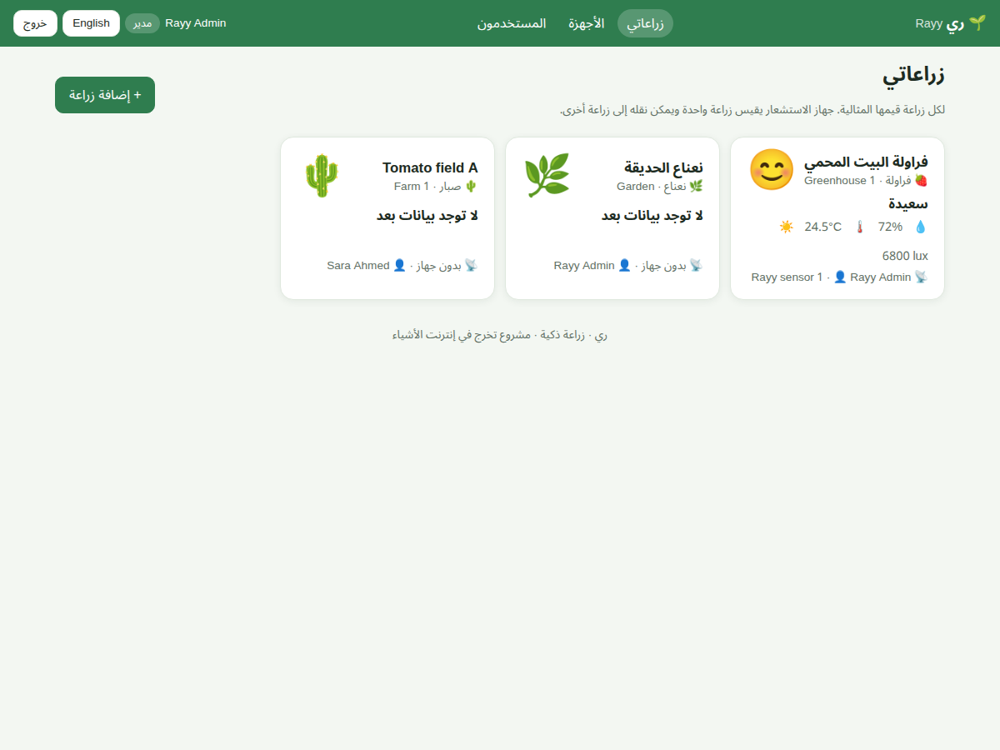 🌱 ري Rayy
زراعاتي
الأجهزة
المستخدمون
Rayy Admin
مدير
English
خروج
زراعاتي
لكل زراعة قيمها المثالية. جهاز الاستشعار يقيس زراعة واحدة ويمكن نقله إلى زراعة أخرى.
+ إضافة زراعة
فراولة البيت المحمي
🍓 فراولة · Greenhouse 1
سعيدة
💧 72% 🌡️ 24.5°C ☀️
6800 lux
📡 Rayy sensor 1 · 👤 Rayy Admin
نعناع الحديقة
🌿 نعناع · Garden
لا توجد بيانات بعد
📡 بدون جهاز · 👤 Rayy Admin
Tomato field A
🌵 صبار · Farm 1
لا توجد بيانات بعد
📡 بدون جهاز · 👤 Sara Ahmed
ري · زراعة ذكية · مشروع تخرج في إنترنت الأشياء